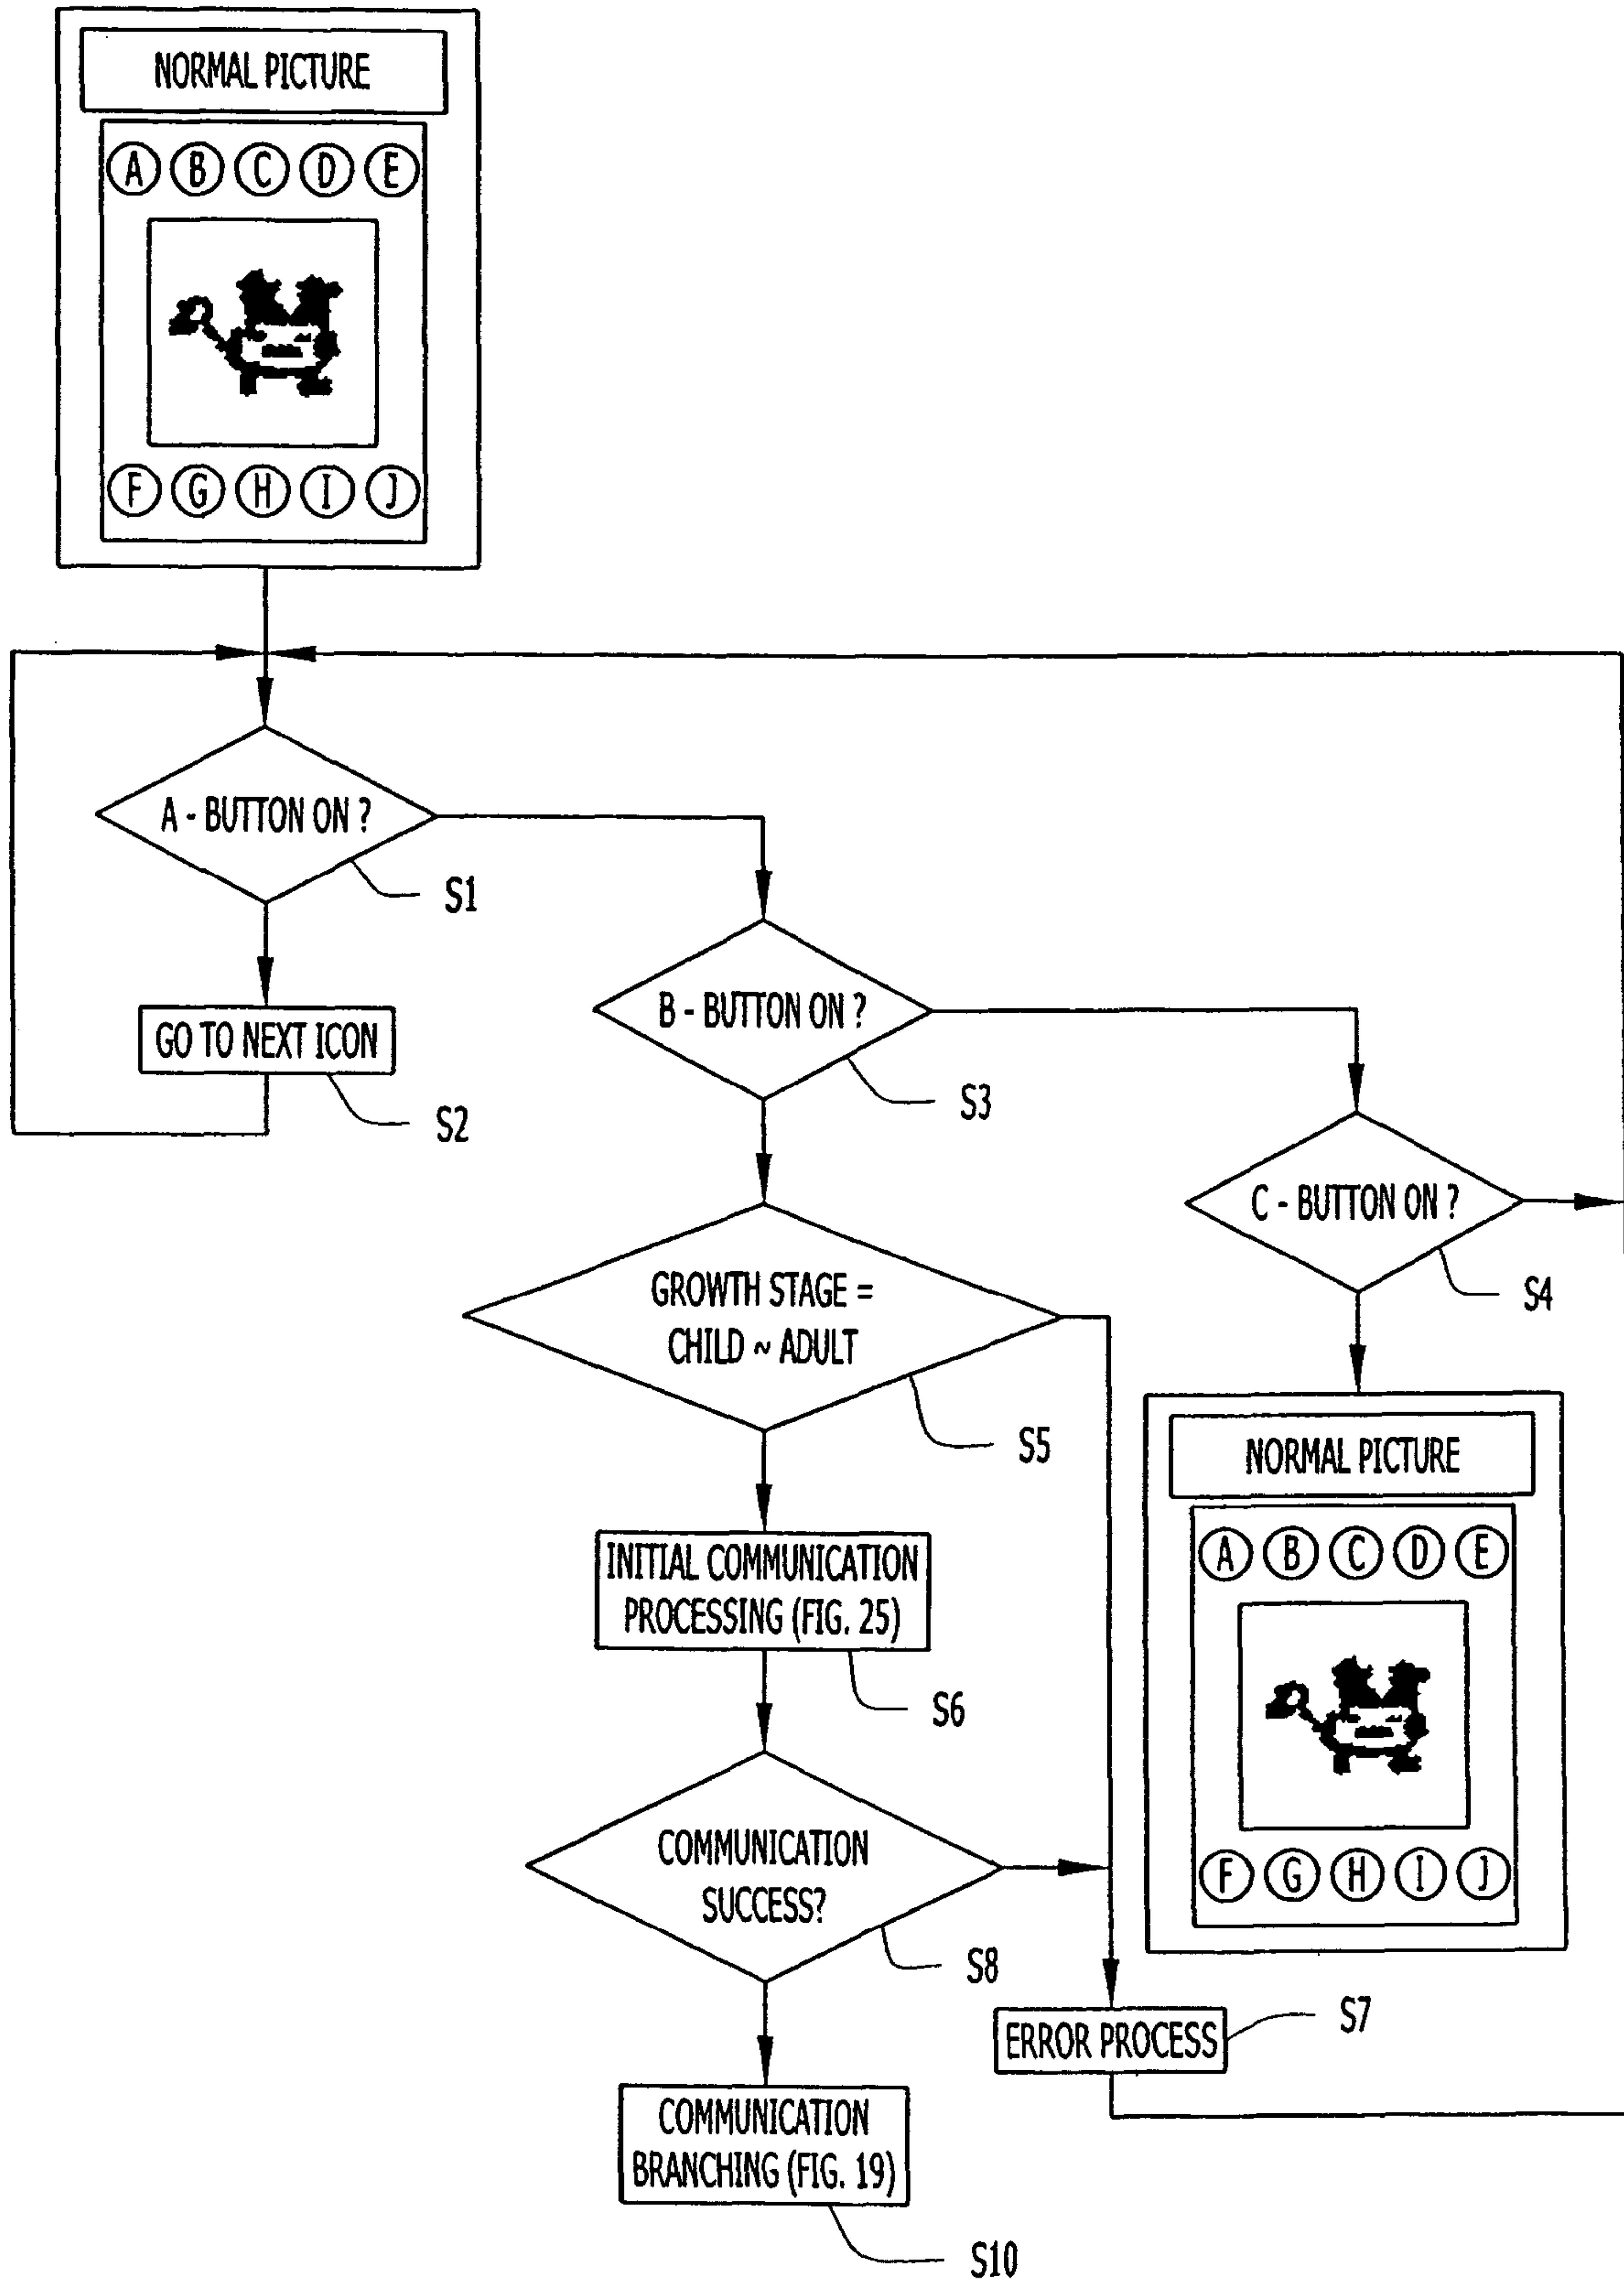 NORMAL PICTURE
A B C D E
F G H I J
A - BUTTON ON ?
S1
GO TO NEXT ICON
S2
B - BUTTON ON ?
S3
C - BUTTON ON ?
S4
GROWTH STAGE =
CHILD ~ ADULT
S5
NORMAL PICTURE
A B C D E
F G H I J
INITIAL COMMUNICATION
PROCESSING (FIG. 25)
S6
COMMUNICATION
SUCCESS?
S8
ERROR PROCESS
S7
COMMUNICATION
BRANCHING (FIG. 19)
S10